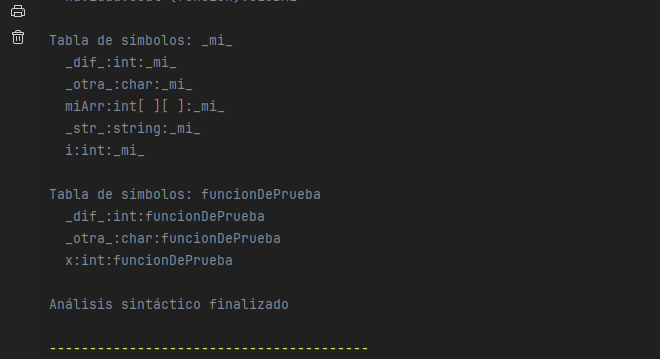 Tabla de símbolos: _mi_
_dif_:int:_mi_
_otra_:char:_mi_
miArr:int[ ][ ]:_mi_
_str_:string:_mi_
i:int:_mi_
Tabla de símbolos: funcionDePrueba
_dif_:int:funcionDePrueba
_otra_:char:funcionDePrueba
x:int:funcionDePrueba
Análisis sintáctico finalizado
----------------------------------------